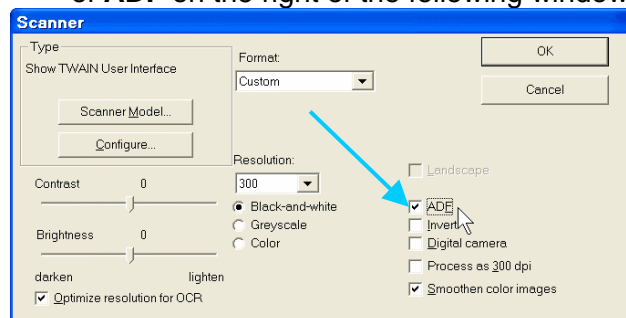 of ADF on the right of the following window
Scanner
Type
Show TWAIN User Interface
Scanner Model...
Configure...
Format:
Custom
OK
Cancel
Resolution:
300
Black-and-white
Greyscale
Color
Contrast 0
Brightness 0
darken lighten
Optimize resolution for OCR
Landscape
ADF
Invert
Digital camera
Process as 300 dpi
Smoothen color images